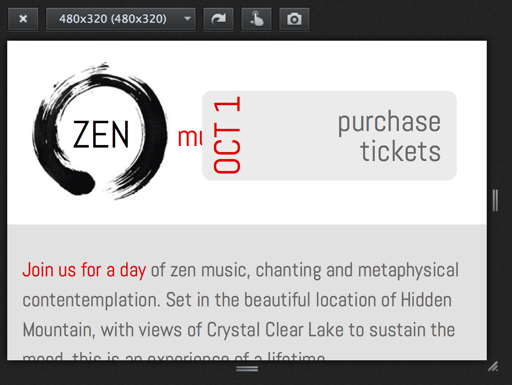 480x320 (480x320)
ZEN
mu
OCT 1
purchase
tickets
Join us for a day of zen music, chanting and metaphysical
contentemplation. Set in the beautiful location of Hidden
Mountain, with views of Crystal Clear Lake to sustain the
mood, this is an experience of a lifetime.